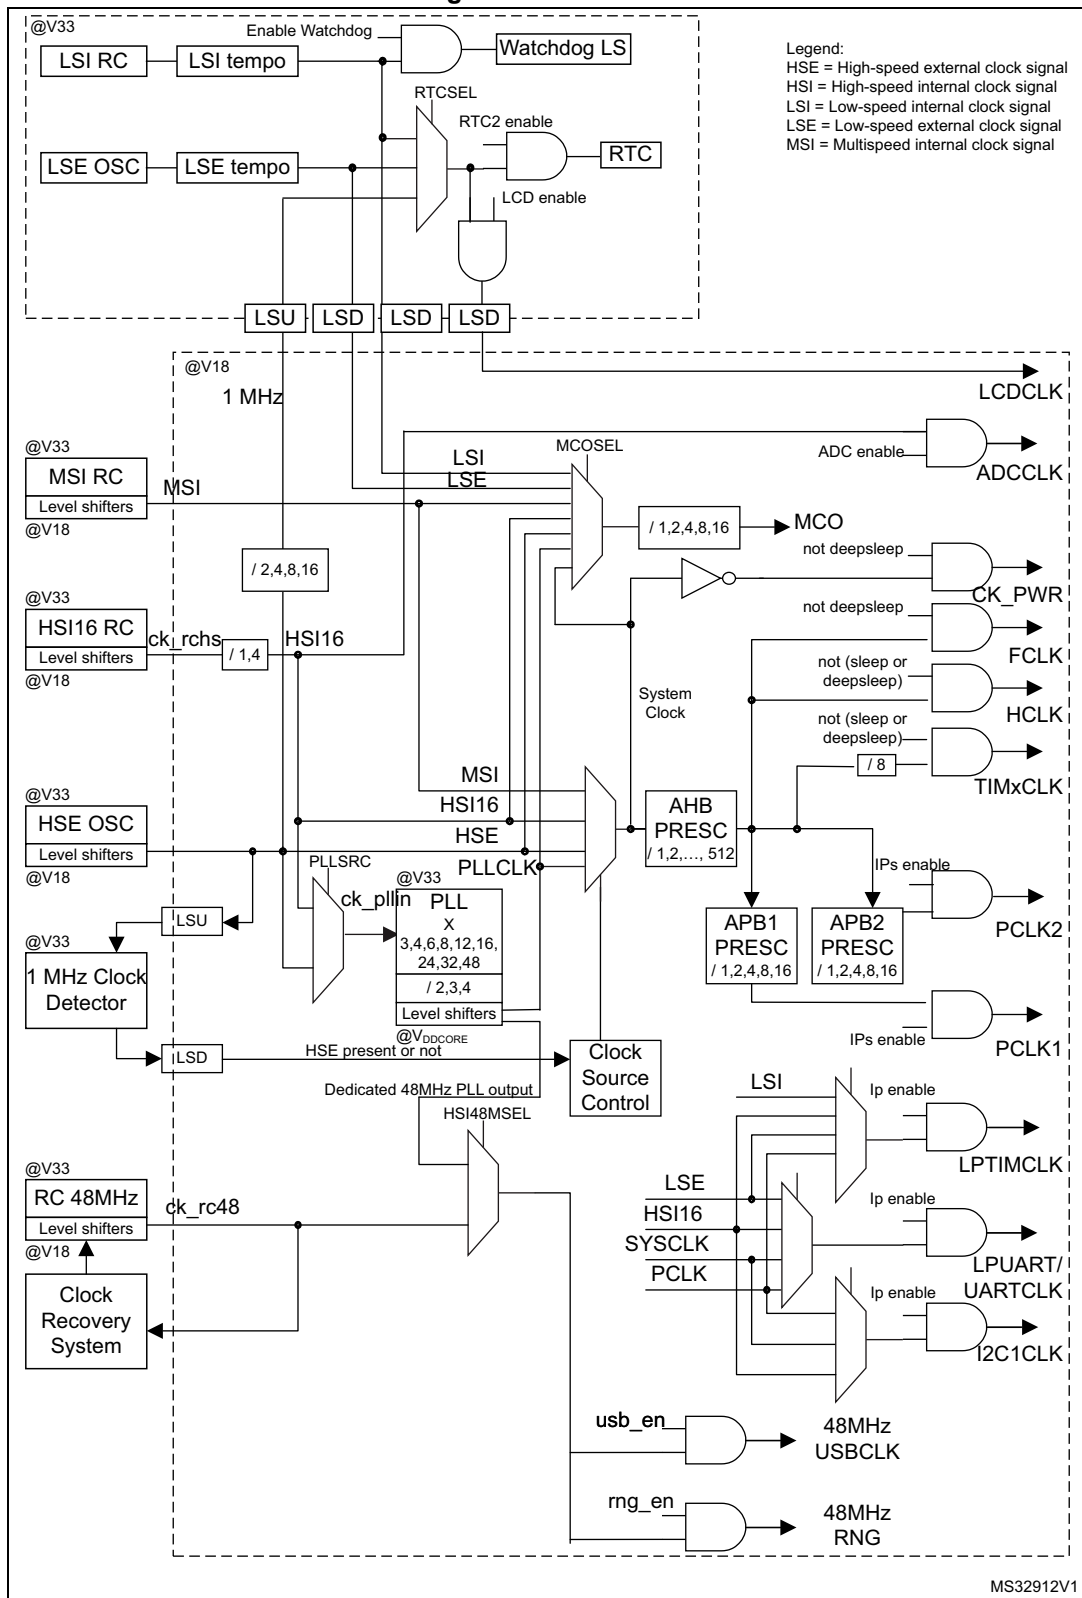 @V33
Enable Watchdog
LSI RC
LSI tempo
Watchdog LS
Legend:
HSE = High-speed external clock signal
HSI = High-speed internal clock signal
LSI = Low-speed internal clock signal
LSE = Low-speed external clock signal
MSI = Multispeed internal clock signal
RTCSEL
RTC2 enable
LSE OSC
LSE tempo
RTC
LCD enable
LSU
LSD
LSD
LSD
@V18
1 MHz
LCDCLK
@V33
MSI RC
Level shifters
@V18
MSI
LSI
LSE
MCOSEL
ADC enable
ADCCLK
/ 1,2,4,8,16
MCO
not deepsleep
CK_PWR
/ 2,4,8,16
@V33
HSI16 RC
Level shifters
@V18
ck_rchs
/ 1,4
HSI16
not deepsleep
FCLK
System
Clock
not (sleep or
deepsleep)
HCLK
not (sleep or
deepsleep)
/ 8
TIMxCLK
@V33
HSE OSC
Level shifters
@V18
MSI
HSI16
HSE
PLLCLK
AHB
PRESC
/ 1,2,..., 512
PLLSRC
ck_pllin
@V33
PLL
X
3,4,6,8,12,16,
24,32,48
/ 2,3,4
Level shifters
@VDDCORE
IPs enable
PCLK2
APB1
PRESC
/ 1,2,4,8,16
APB2
PRESC
/ 1,2,4,8,16
LSU
@V33
1 MHz Clock
Detector
LSD
HSE present or not
Clock
Source
Control
IPs enable
PCLK1
Dedicated 48MHz PLL output
HSI48MSEL
LSI
Ip enable
LPTIMCLK
@V33
RC 48MHz
Level shifters
@V18
ck_rc48
LSE
HSI16
SYSCLK
PCLK
Ip enable
LPUART/
UARTCLK
Clock
Recovery
System
Ip enable
I2C1CLK
usb_en
48MHz
USBCLK
rng_en
48MHz
RNG
MS32912V1